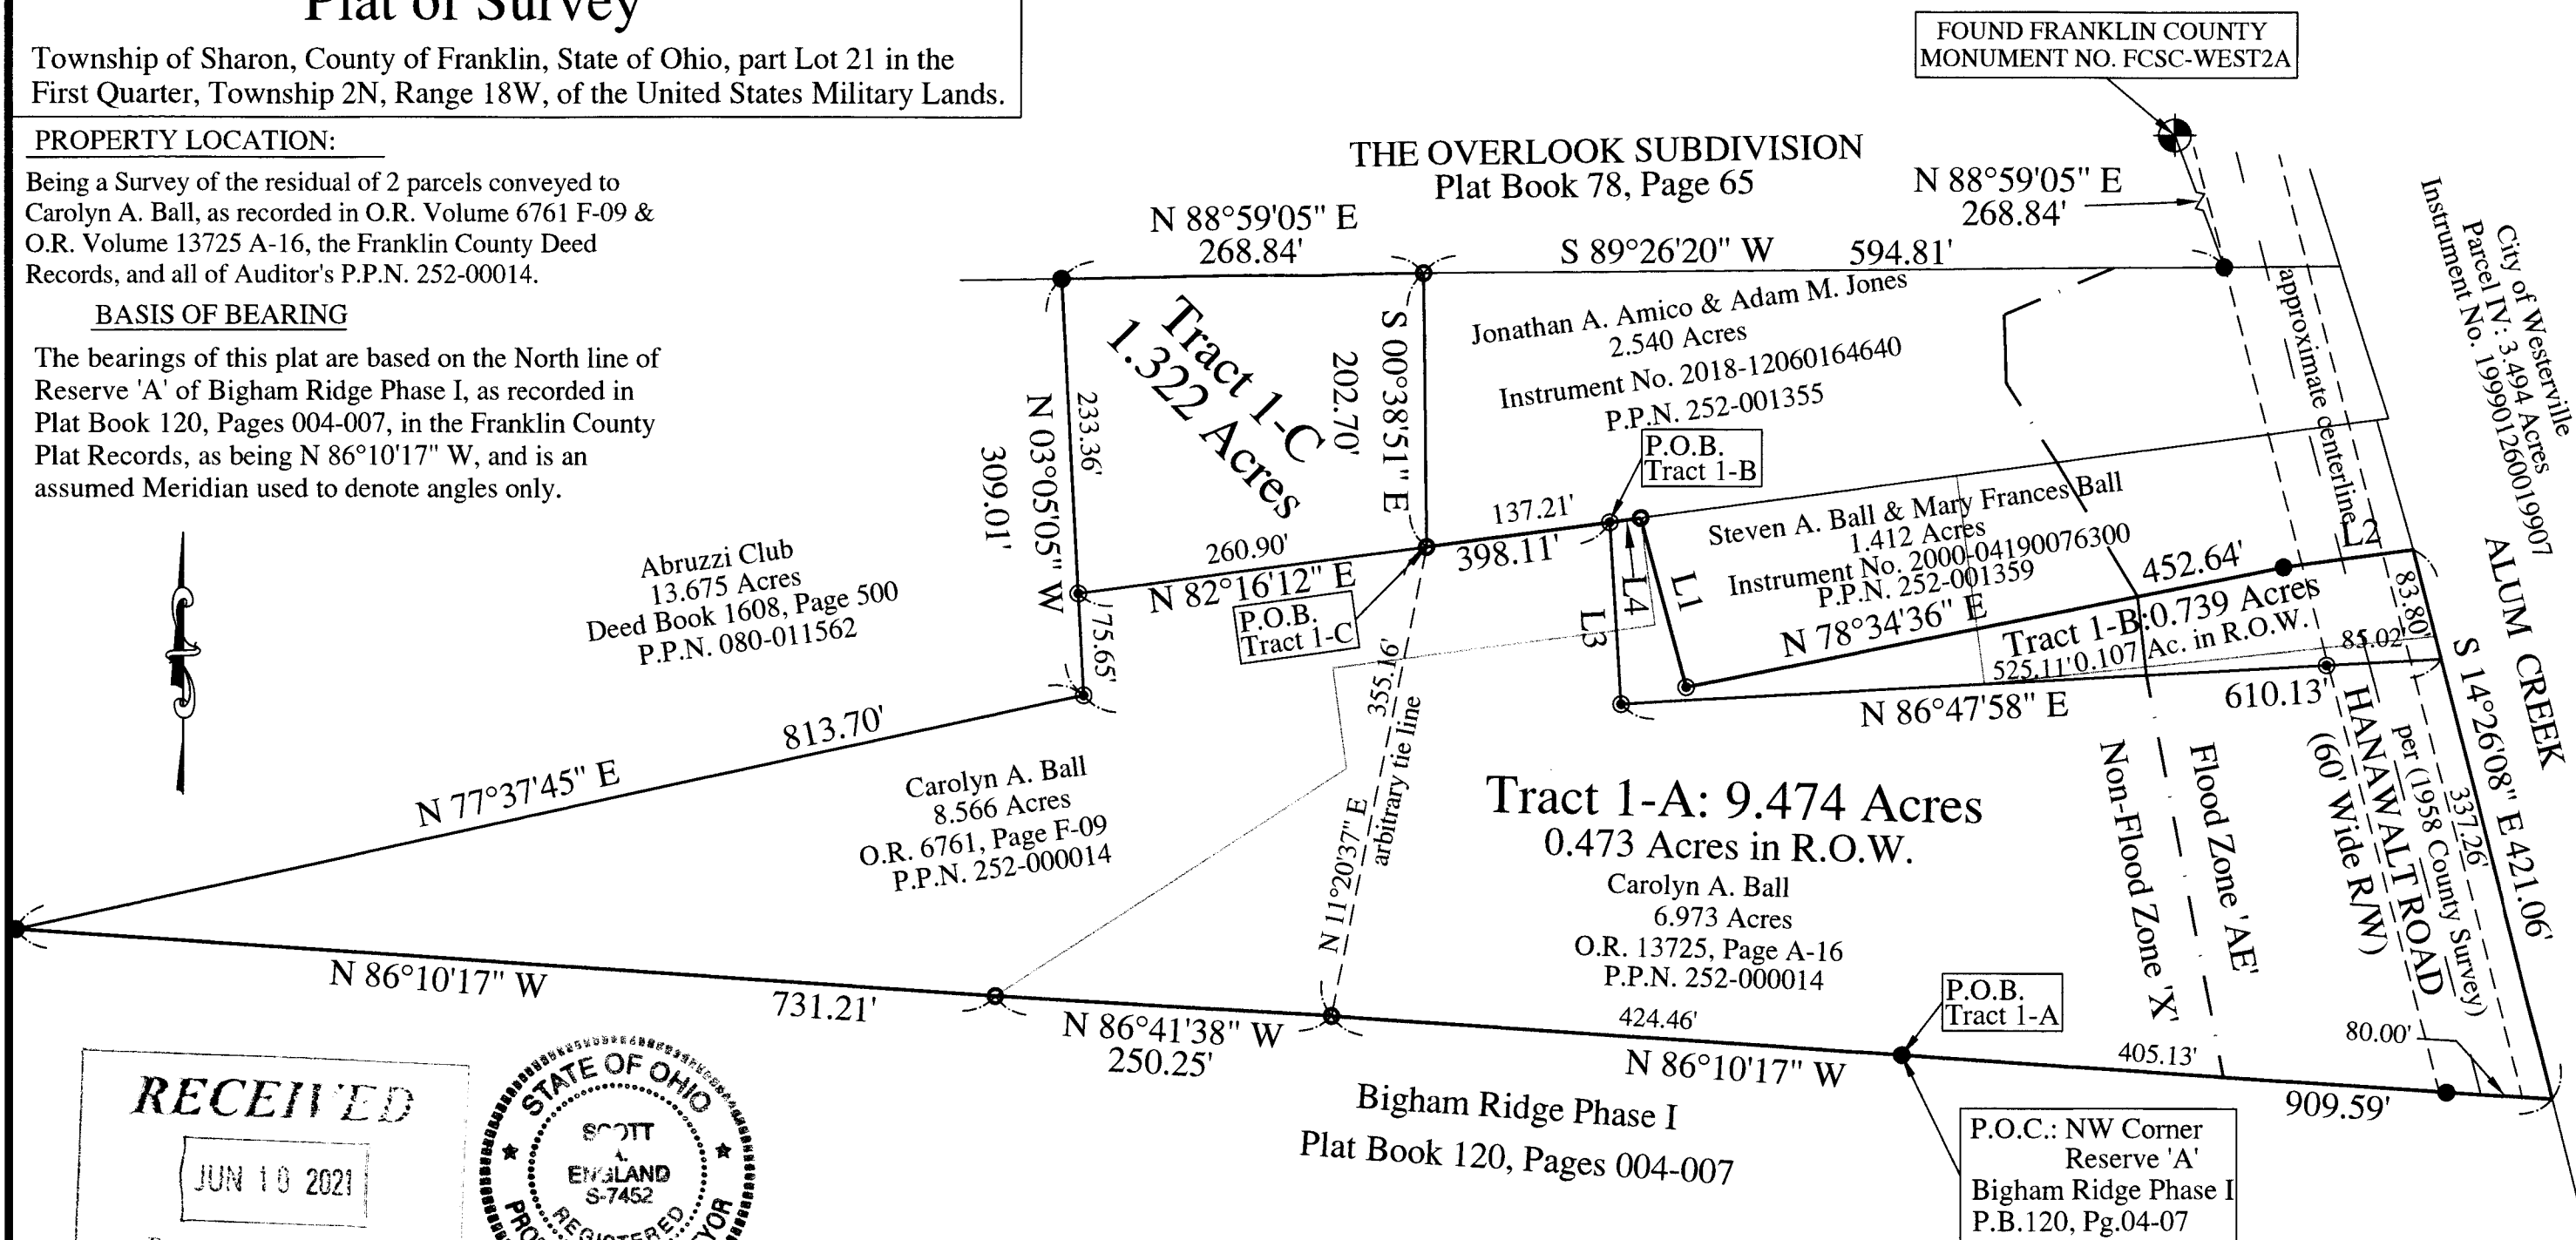 Plat of Survey
Township of Sharon, County of Franklin, State of Ohio, part Lot 21 in the
First Quarter, Township 2N, Range 18W, of the United States Military Lands.
PROPERTY LOCATION:
Being a Survey of the residual of 2 parcels conveyed to
Carolyn A. Ball, as recorded in O.R. Volume 6761 F-09 &
O.R. Volume 13725 A-16, the Franklin County Deed
Records, and all of Auditor's P.P.N. 252-00014.
BASIS OF BEARING
The bearings of this plat are based on the North line of
Reserve 'A' of Bigham Ridge Phase I, as recorded in
Plat Book 120, Pages 004-007, in the Franklin County
Plat Records, as being N 86°10'17" W, and is an
assumed Meridian used to denote angles only.
FOUND FRANKLIN COUNTY
MONUMENT NO. FCSC-WEST2A
THE OVERLOOK SUBDIVISION
Plat Book 78, Page 65
N 88°59'05" E
268.84'
N 88°59'05" E
268.84'
S 89°26'20" W 594.81'
City of Westerville
Parcel IV: 3.494 Acres
Instrument No. 199901260019907
approximate centerline
Tract 1-C
1.322 Acres
S 00°38'51" E
202.70'
233.36'
N 03°05'05" W
309.01'
Jonathan A. Amico & Adam M. Jones
2.540 Acres
Instrument No. 2018-12060164640
P.P.N. 252-001355
P.O.B.
Tract 1-B
137.21'
398.11'
260.90'
N 82°16'12" E
P.O.B.
Tract 1-C
75.65'
Abruzzi Club
13.675 Acres
Deed Book 1608, Page 500
P.P.N. 080-011562
Steven A. Ball & Mary Frances Ball
1.412 Acres
Instrument No. 2000-04190076300
P.P.N. 252-001359
L1
L2
L3
L4
452.64'
N 78°34'36" E
Tract 1-B:0.739 Acres
0.107 Ac. in R.O.W.
525.11'
85.02'
83.80'
ALUM CREEK
S 14°26'08" E 421.06'
337.26'
N 86°47'58" E
610.13'
HANAWALT ROAD
(60' Wide R/W)
per (1958 County Survey)
Non-Flood Zone 'X'
Flood Zone 'AE'
813.70'
N 77°37'45" E
Carolyn A. Ball
8.566 Acres
O.R. 6761, Page F-09
P.P.N. 252-000014
355.16'
N 11°20'37" E
arbitrary tie line
Tract 1-A: 9.474 Acres
0.473 Acres in R.O.W.
Carolyn A. Ball
6.973 Acres
O.R. 13725, Page A-16
P.P.N. 252-000014
P.O.B.
Tract 1-A
N 86°10'17" W
731.21'
N 86°41'38" W
250.25'
424.46'
N 86°10'17" W
405.13'
80.00'
909.59'
Bigham Ridge Phase I
Plat Book 120, Pages 004-007
P.O.C.: NW Corner
Reserve 'A'
Bigham Ridge Phase I
P.B.120, Pg.04-07
RECEIVED
JUN 10 2021
STATE OF OHIO
SCOTT
A.
ENGLAND
S-7452
REGISTERED